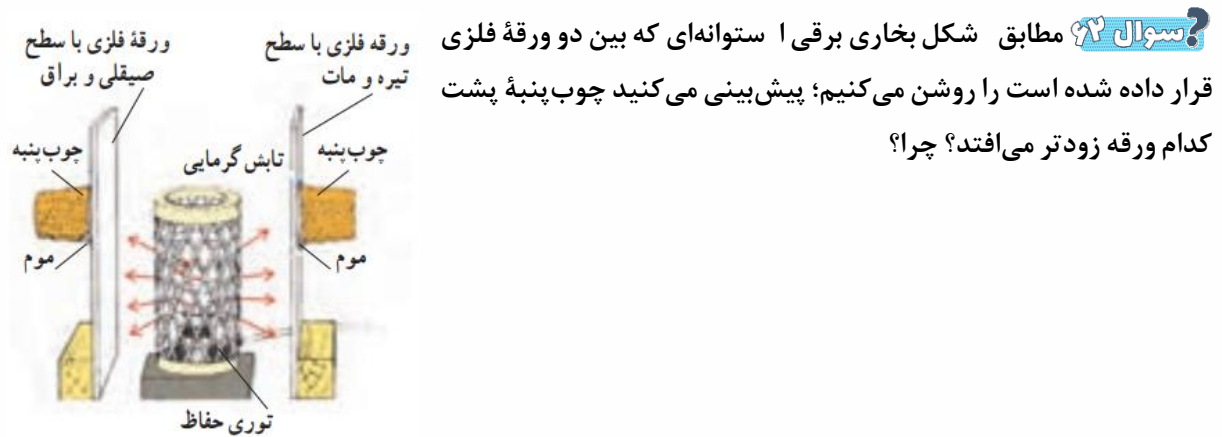 سوال ۶۲ مطابق شکل بخاری برقی ا ستوانه‌ای که بین دو ورقهٔ فلزی
قرار داده شده است را روشن می‌کنیم؛ پیش‌بینی می‌کنید چوب‌پنبهٔ پشت
کدام ورقه زودتر می‌افتد؟ چرا؟
ورقه فلزی با سطح
تیره و مات
ورقهٔ فلزی با سطح
صیقلی و براق
چوب‌پنبه
تابش گرمایی
چوب‌پنبه
موم
موم
توری حفاظ